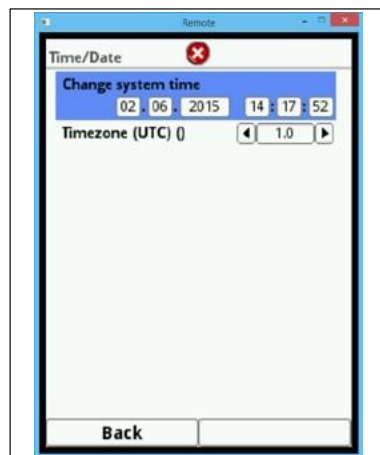 Remote
Time/Date
Change system time
02 . 06 . 2015 14 : 17 : 52
Timezone (UTC) () 1.0
Back